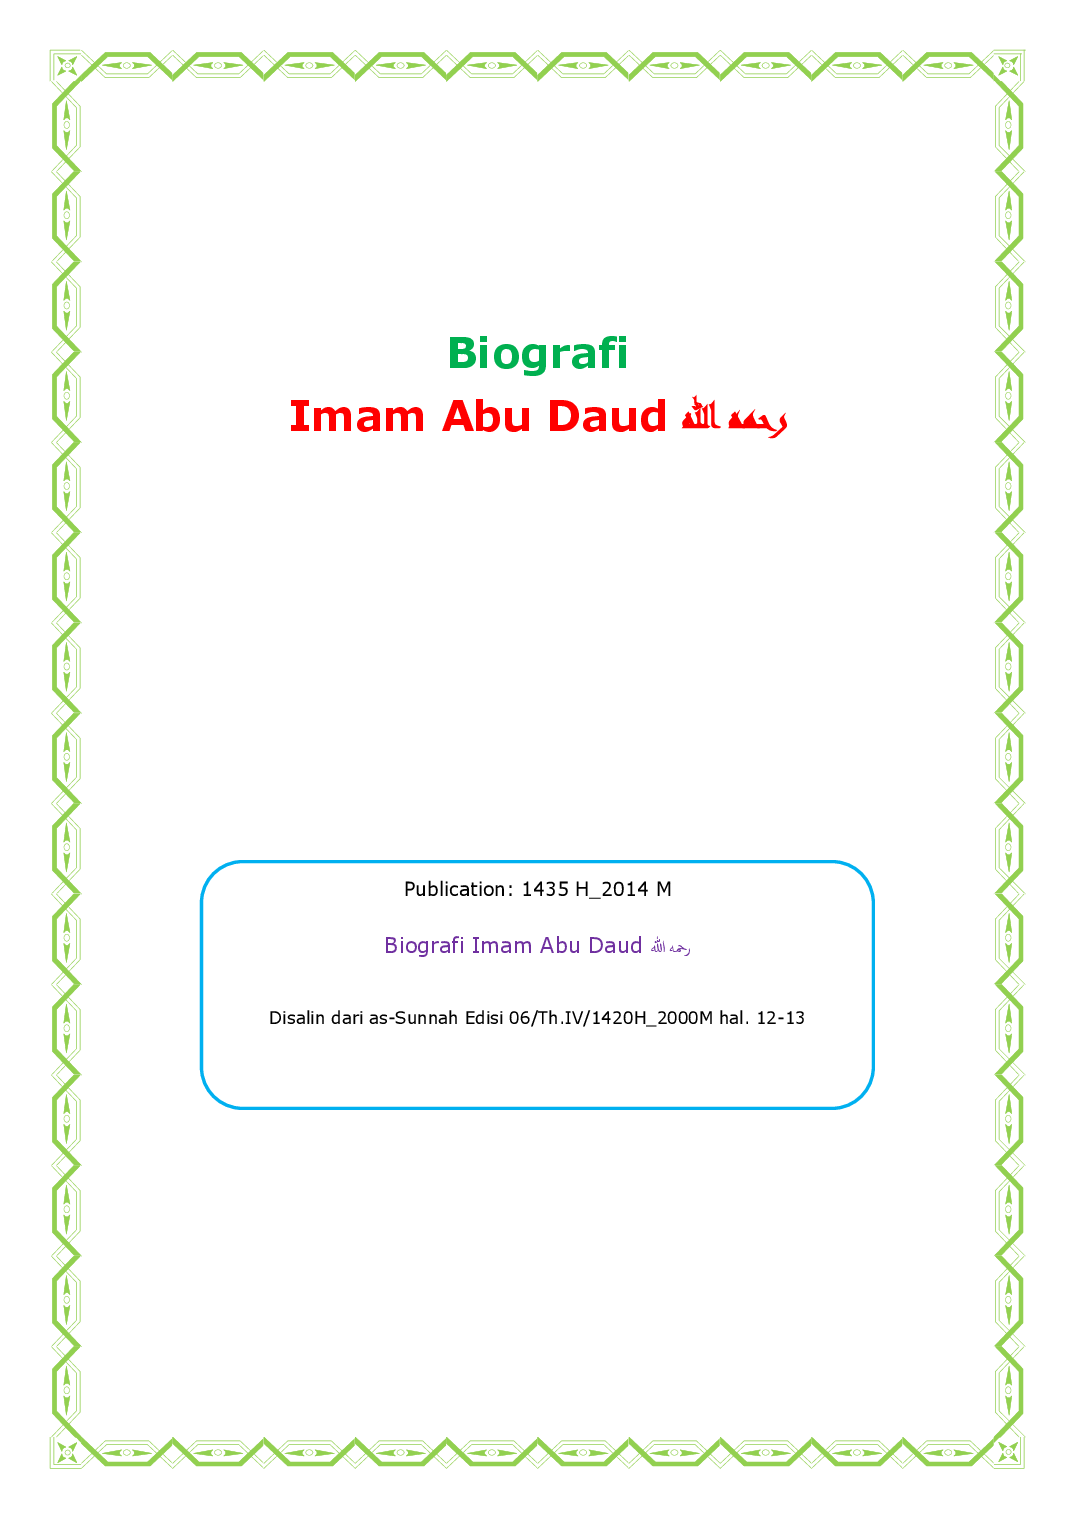 Biografi
Imam Abu Daud رحمه الله
Publication: 1435 H_2014 M
Biografi Imam Abu Daud رحمه الله
Disalin dari as-Sunnah Edisi 06/Th.IV/1420H_2000M hal. 12-13